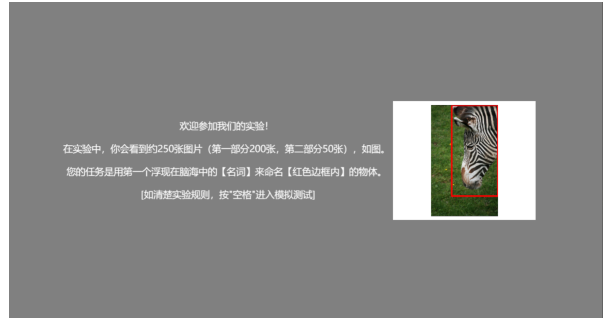 欢迎参加我们的实验！
在实验中，你会看到约250张图片（第一部分200张，第二部分50张），如图。
您的任务是用第一个浮现在脑海中的【名词】来命名【红色边框内】的物体。
[如清楚实验规则，按"空格"进入模拟测试]